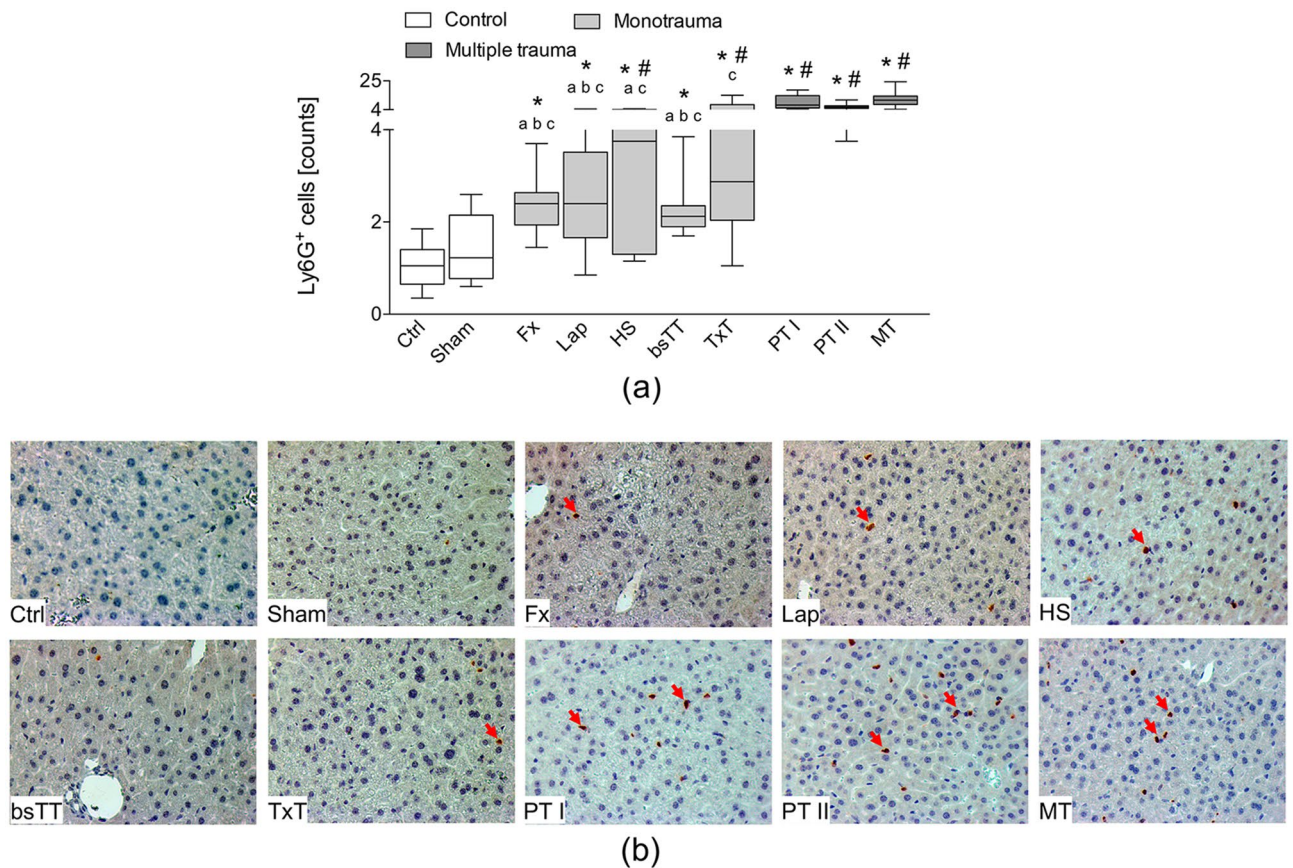 Control
Monotrauma
Multiple trauma
Ly6G⁺ cells [counts]
25
4
4
2
0
*
a b c
*
a b c
* #
a c
*
a b c
* #
c
* #
* #
* #
Ctrl
Sham
Fx
Lap
HS
bsTT
TxT
PT I
PT II
MT
(a)
Ctrl
Sham
Fx
Lap
HS
bsTT
TxT
PT I
PT II
MT
(b)